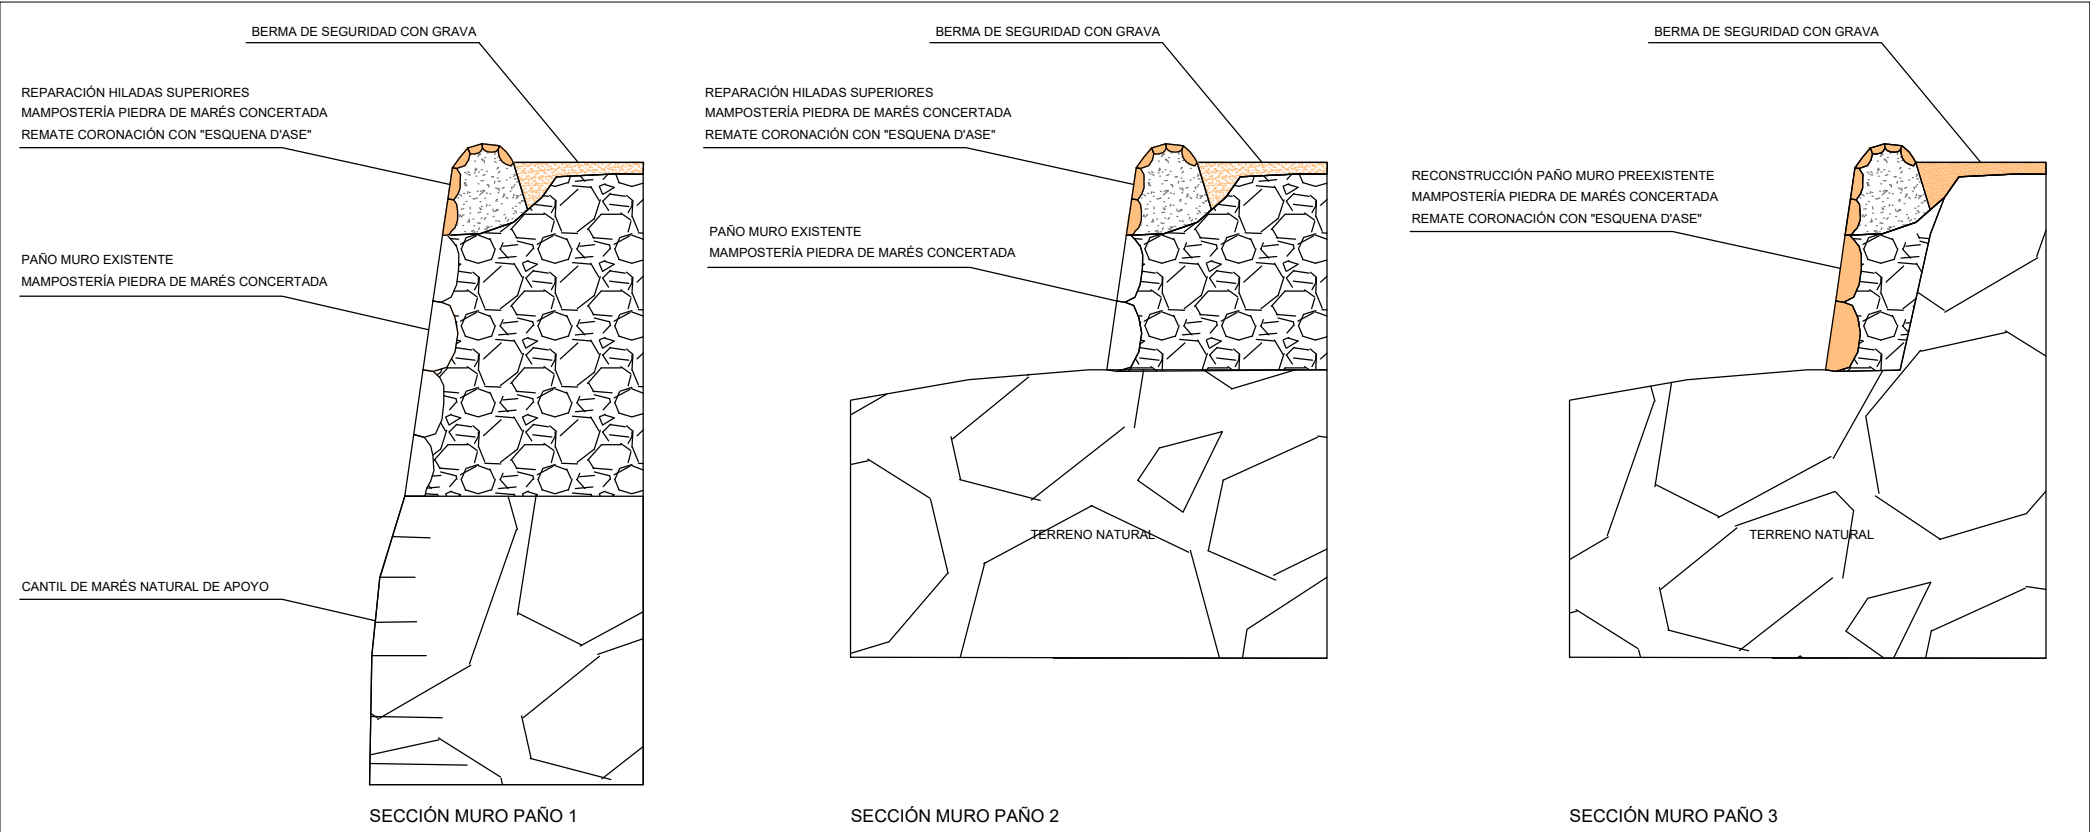 BERMA DE SEGURIDAD CON GRAVA
REPARACIÓN HILADAS SUPERIORES
MAMPOSTERÍA PIEDRA DE MARÉS CONCERTADA
REMATE CORONACIÓN CON "ESQUENA D'ASE"
PAÑO MURO EXISTENTE
MAMPOSTERÍA PIEDRA DE MARÉS CONCERTADA
CANTIL DE MARÉS NATURAL DE APOYO
SECCIÓN MURO PAÑO 1
BERMA DE SEGURIDAD CON GRAVA
REPARACIÓN HILADAS SUPERIORES
MAMPOSTERÍA PIEDRA DE MARÉS CONCERTADA
REMATE CORONACIÓN CON "ESQUENA D'ASE"
PAÑO MURO EXISTENTE
MAMPOSTERÍA PIEDRA DE MARÉS CONCERTADA
TERRENO NATURAL
SECCIÓN MURO PAÑO 2
BERMA DE SEGURIDAD CON GRAVA
RECONSTRUCCIÓN PAÑO MURO PREEXISTENTE
MAMPOSTERÍA PIEDRA DE MARÉS CONCERTADA
REMATE CORONACIÓN CON "ESQUENA D'ASE"
TERRENO NATURAL
SECCIÓN MURO PAÑO 3